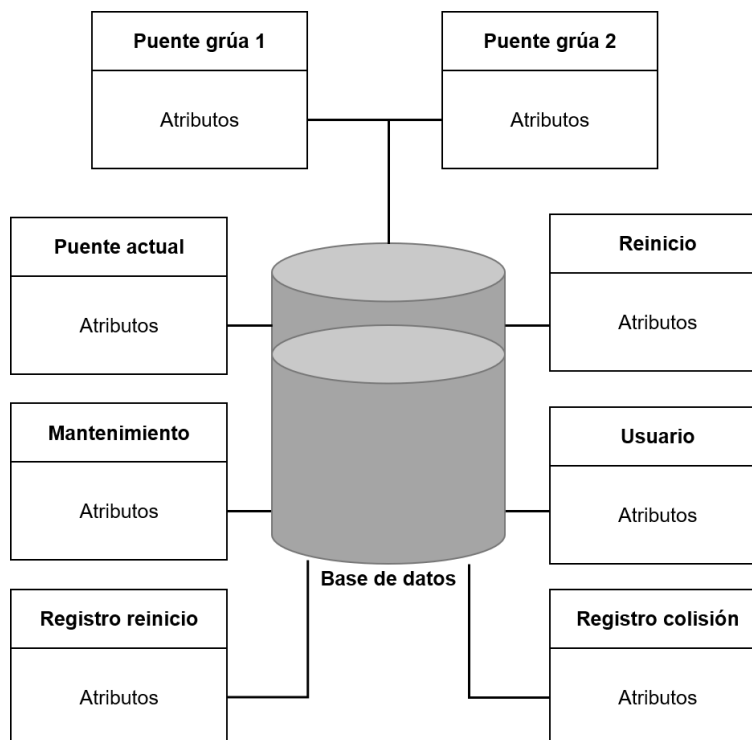 Puente grúa 1
Atributos
Puente grúa 2
Atributos
Puente actual
Atributos
Reinicio
Atributos
Mantenimiento
Atributos
Usuario
Atributos
Base de datos
Registro reinicio
Atributos
Registro colisión
Atributos